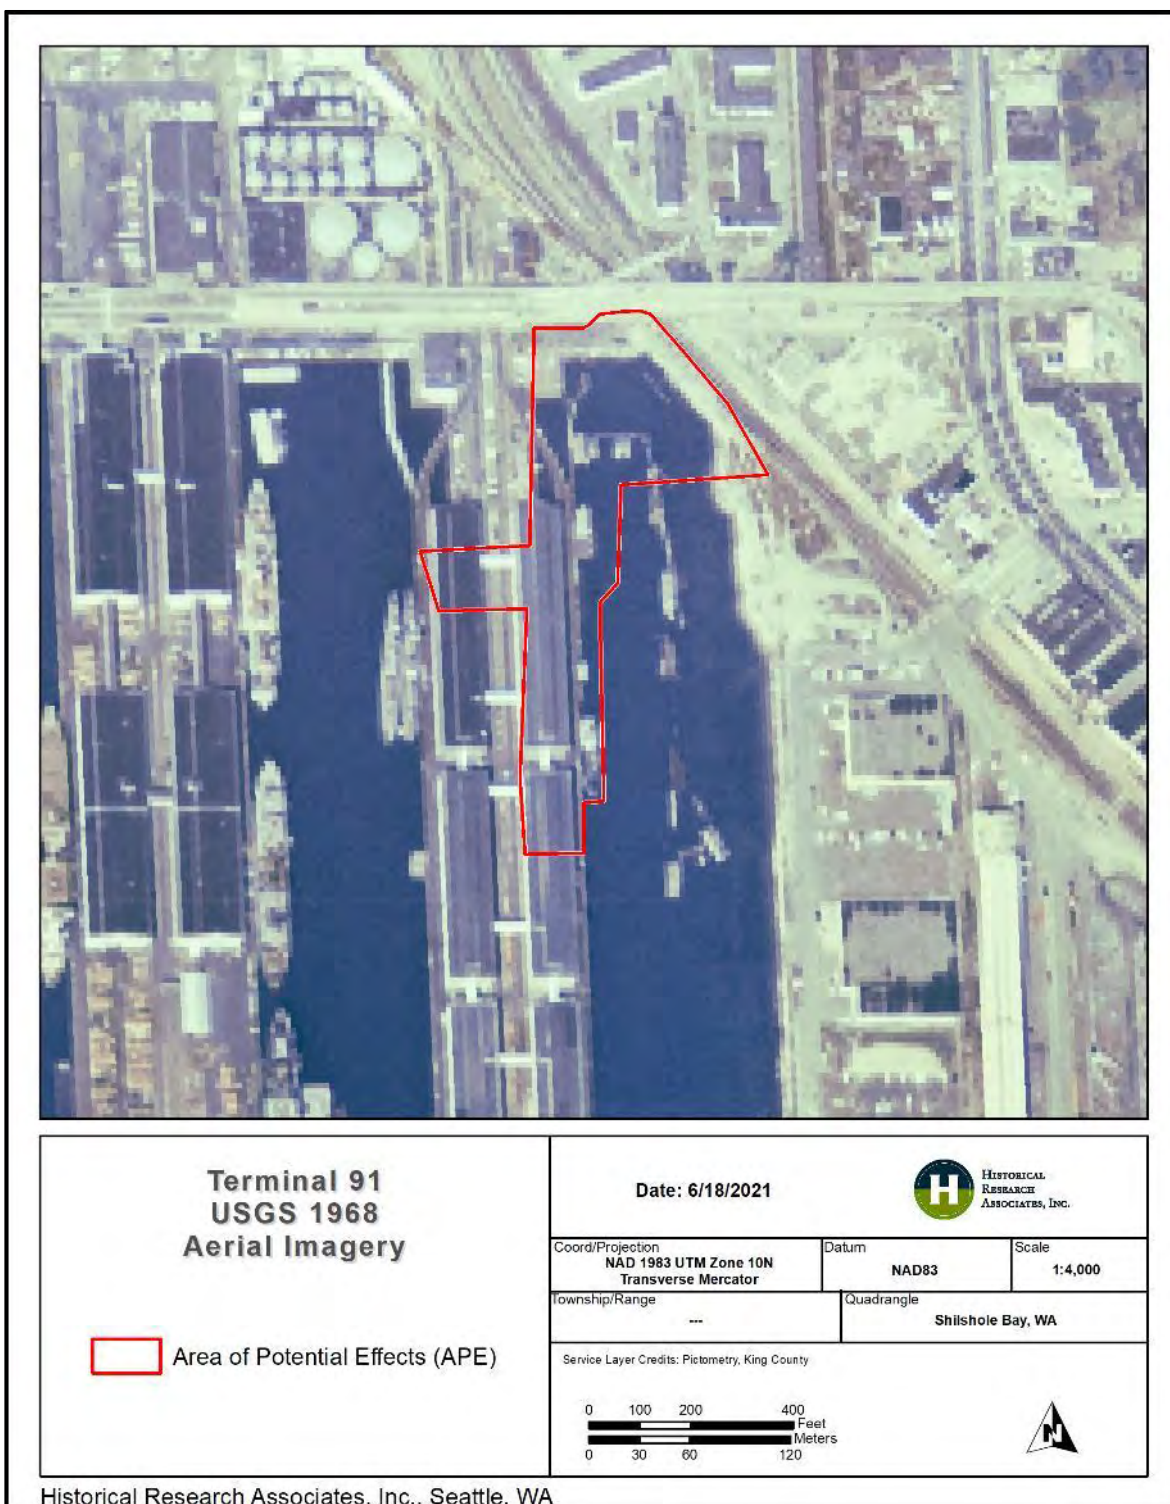 Terminal 91
USGS 1968
Aerial Imagery
Area of Potential Effects (APE)
Date: 6/18/2021
H
HISTORICAL
RESEARCH
ASSOCIATES, INC.
Coord/Projection
NAD 1983 UTM Zone 10N
Transverse Mercator
Datum
NAD83
Scale
1:4,000
Township/Range
---
Quadrangle
Shilshole Bay, WA
Service Layer Credits: Pictometry, King County
0 100 200 400
Feet
Meters
0 30 60 120
N
Historical Research Associates, Inc., Seattle, WA